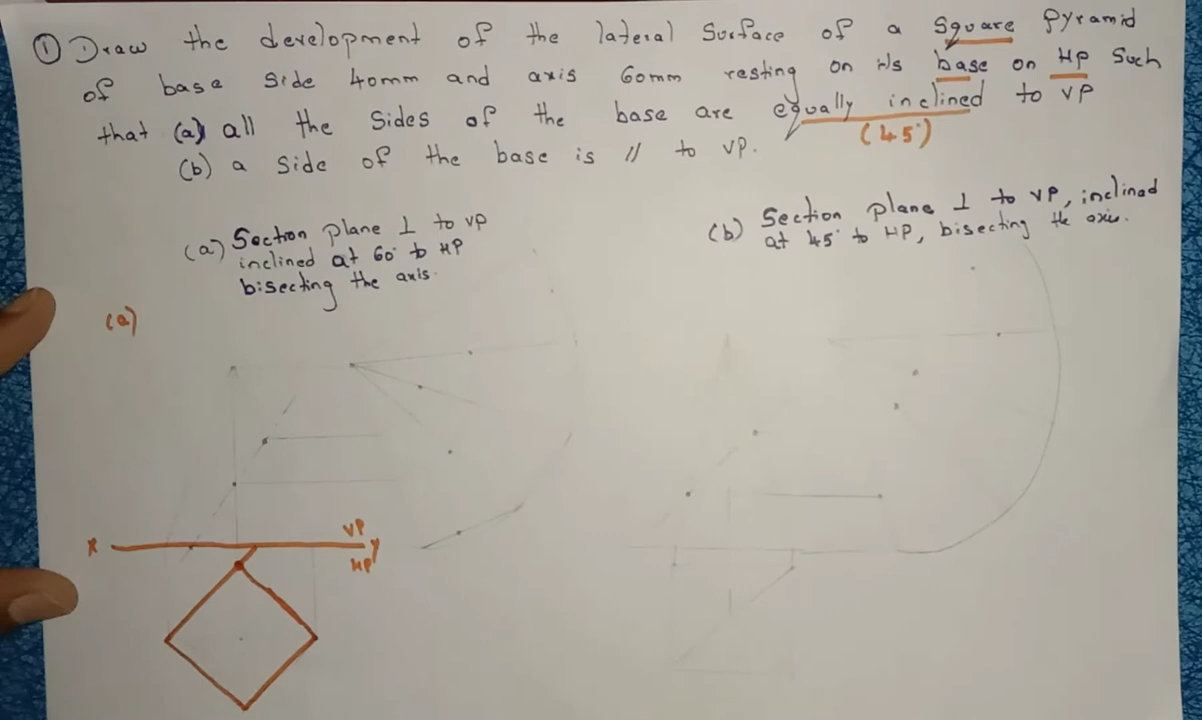 ① Draw the development of the lateral Surface of a Square Pyramid
of base Side 40mm and axis 60mm resting on its base on HP Such
that (a) all the Sides of the base are equally inclined to VP
(45°)
(b) a side of the base is // to VP.
(a) Section plane ⊥ to VP
inclined at 60° to HP
bisecting the axis.
(b) Section plane ⊥ to VP, inclined
at 45° to HP, bisecting the axis.
(a)
X VP Y
HP